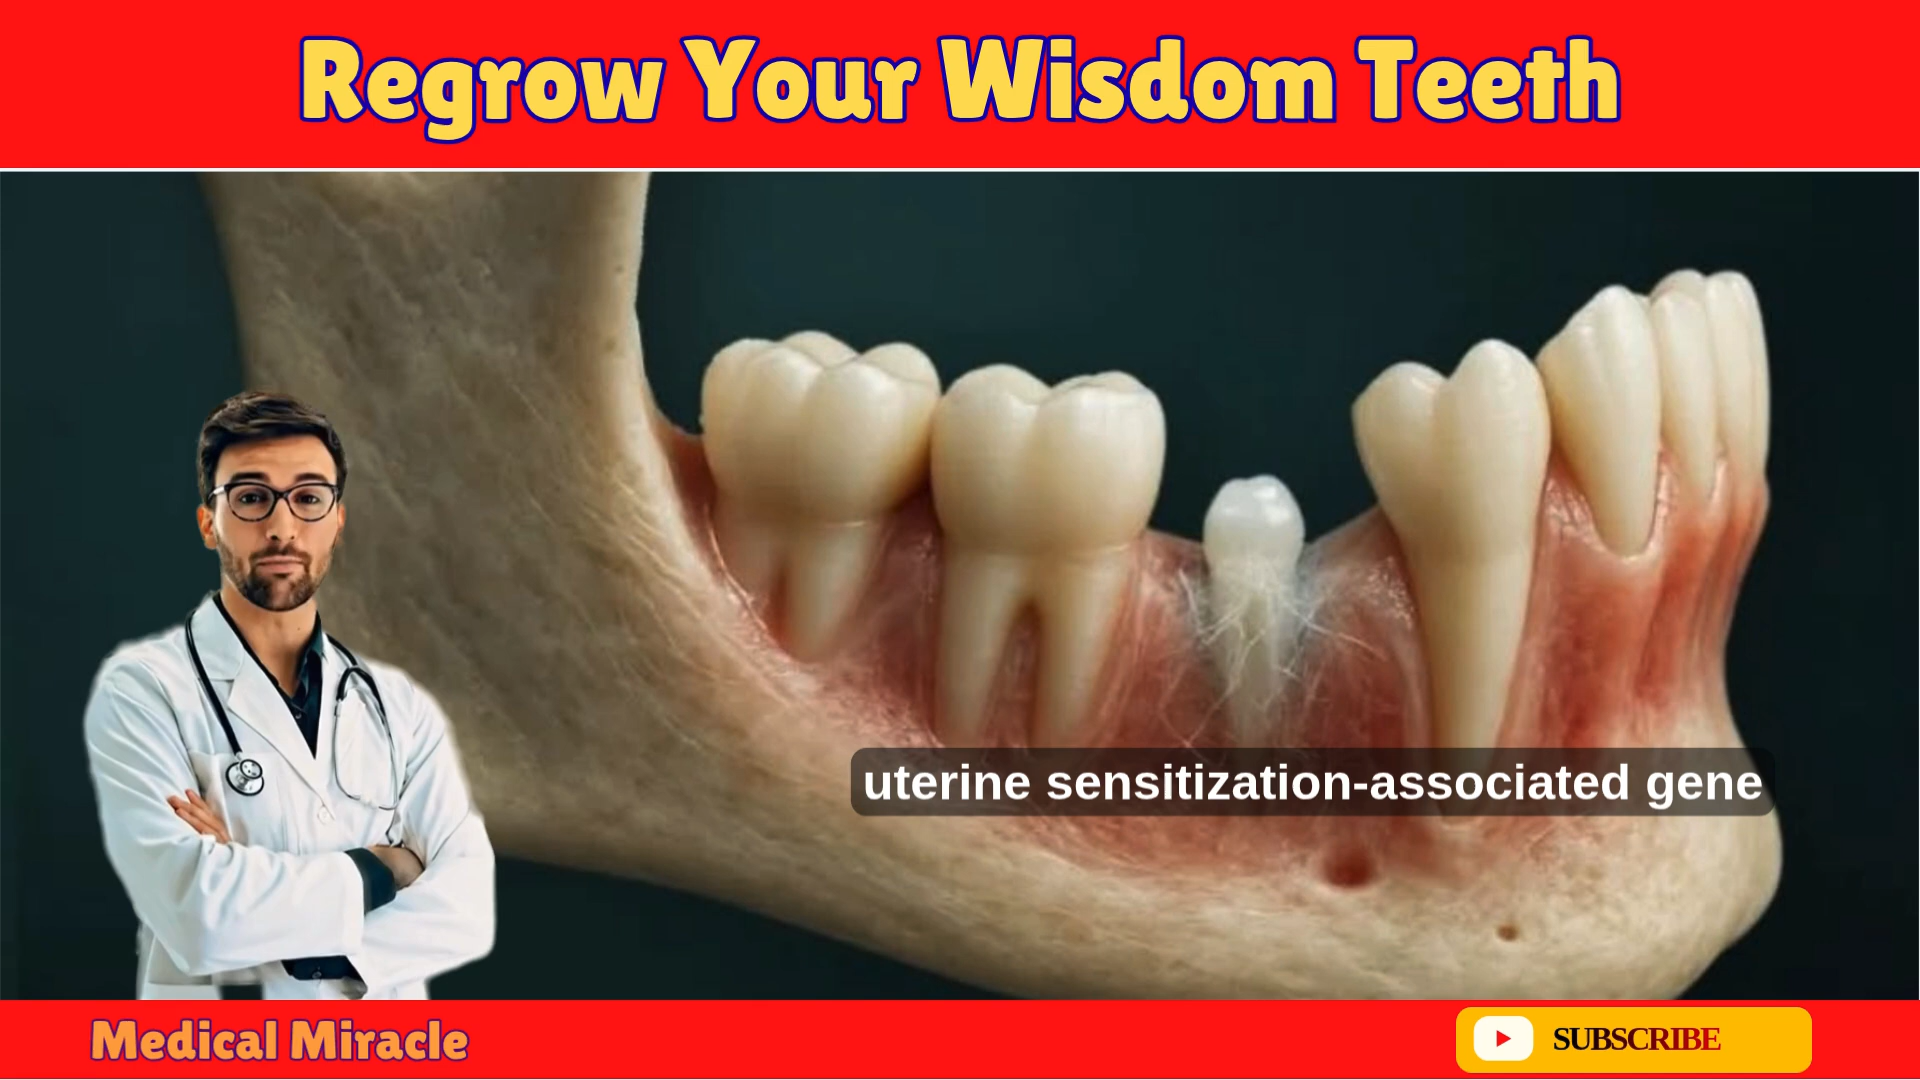 Regrow Your Wisdom Teeth
uterine sensitization-associated gene
Medical Miracle
SUBSCRIBE